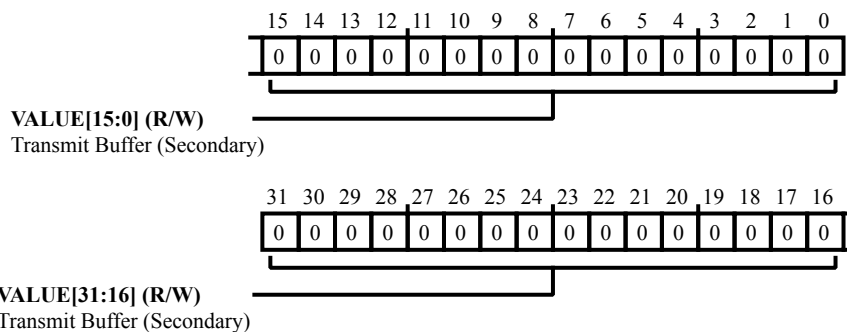 15 14 13 12 11 10 9 8 7 6 5 4 3 2 1 0
0 0 0 0 0 0 0 0 0 0 0 0 0 0 0 0
VALUE[15:0] (R/W)
Transmit Buffer (Secondary)
31 30 29 28 27 26 25 24 23 22 21 20 19 18 17 16
0 0 0 0 0 0 0 0 0 0 0 0 0 0 0 0
VALUE[31:16] (R/W)
Transmit Buffer (Secondary)